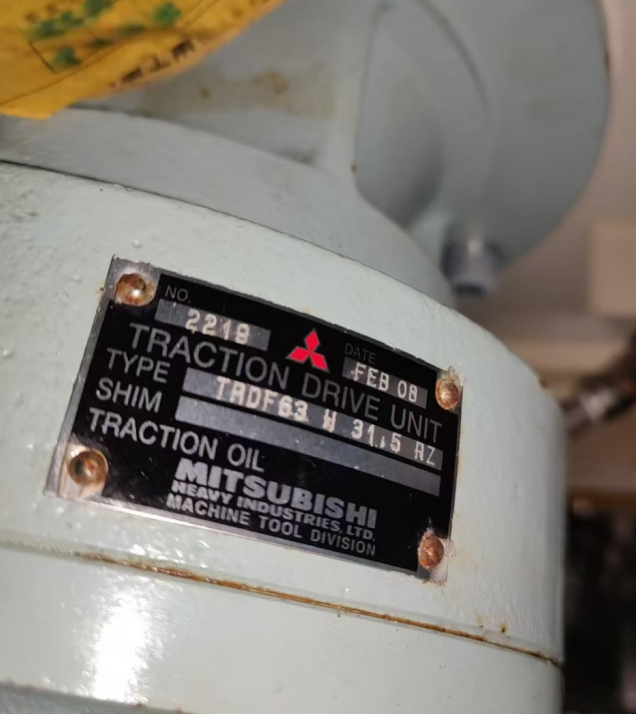 NO.
2218
DATE
FEB 08
TRACTION DRIVE UNIT
TYPE TRDF63 H 31.5 RZ
SHIM
TRACTION OIL
MITSUBISHI
HEAVY INDUSTRIES, LTD.
MACHINE TOOL DIVISION